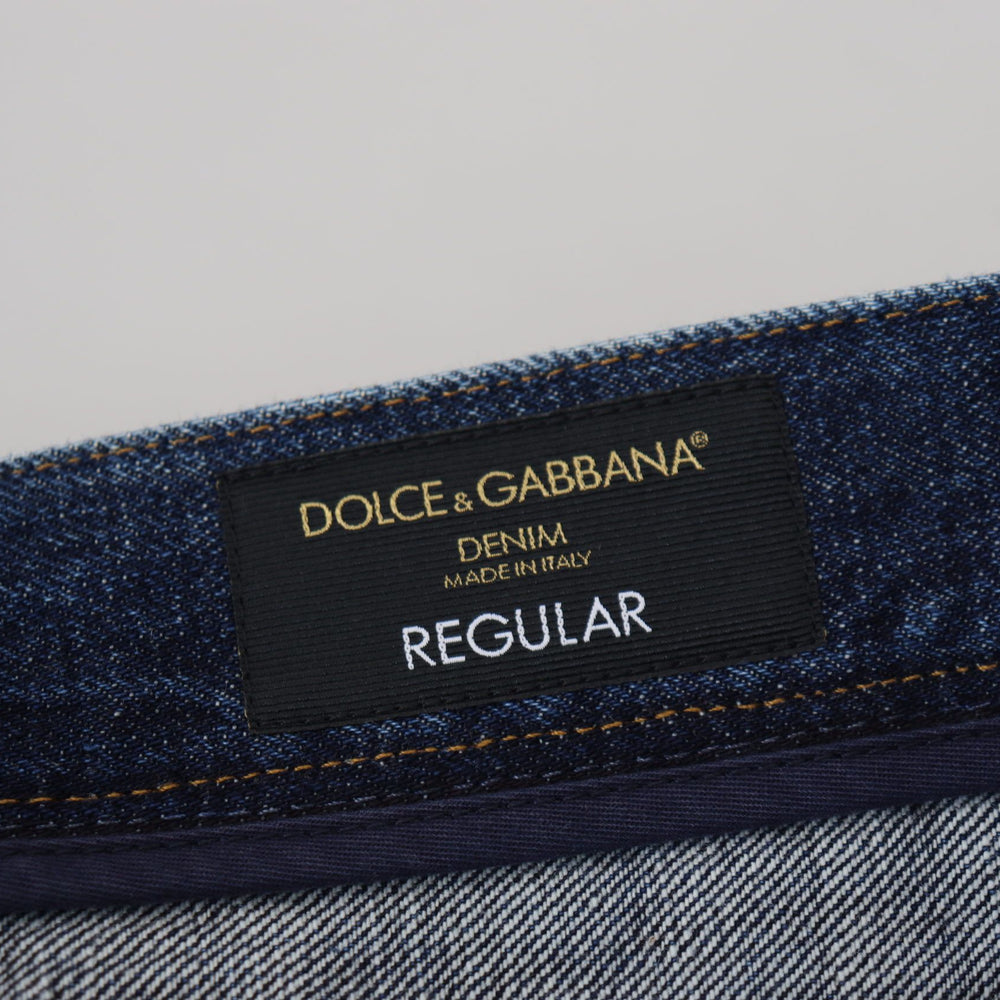 DOLCE & GABBANA®
DENIM
MADE IN ITALY
REGULAR